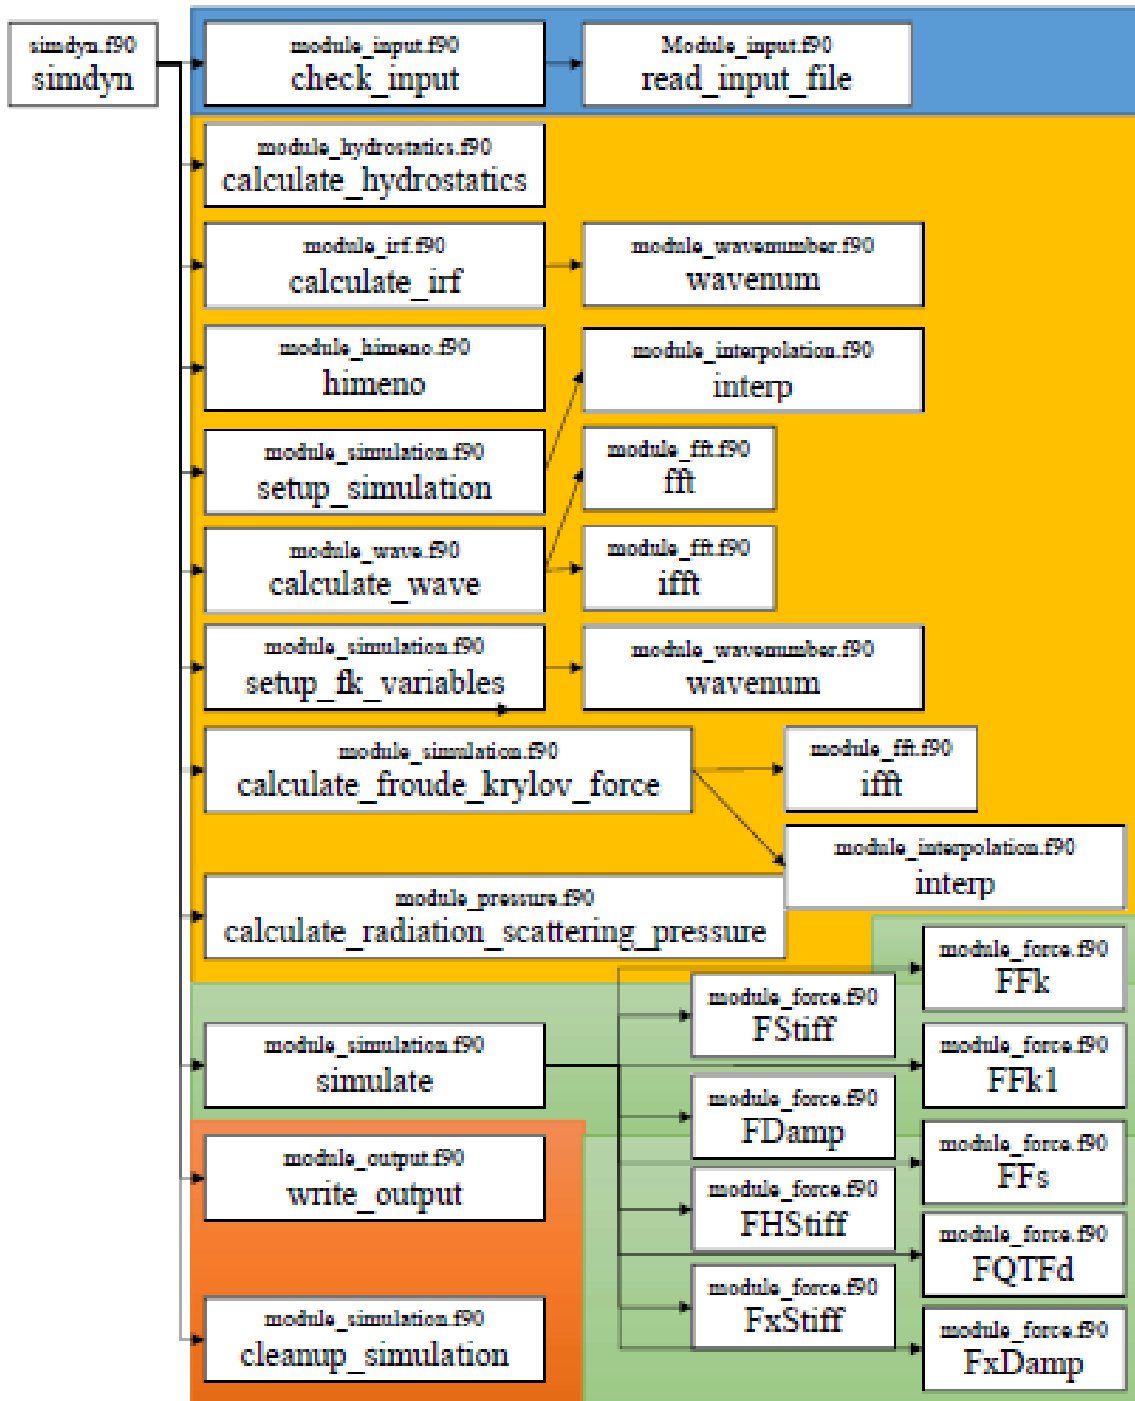 simdyn.f90
simdyn
module_input.f90
check_input
Module_input.f90
read_input_file
module_hydrostatics.f90
calculate_hydrostatics
module_irf.f90
calculate_irf
module_wavenumber.f90
wavenum
module_himeno.f90
himeno
module_interpolation.f90
interp
module_simulation.f90
setup_simulation
module_fft.f90
fft
module_wave.f90
calculate_wave
module_fft.f90
ifft
module_simulation.f90
setup_fk_variables
module_wavenumber.f90
wavenum
module_simulation.f90
calculate_froude_krylov_force
module_fft.f90
ifft
module_interpolation.f90
interp
module_pressure.f90
calculate_radiation_scattering_pressure
module_force.f90
FFk
module_force.f90
FStiff
module_simulation.f90
simulate
module_force.f90
FFk1
module_force.f90
FDamp
module_force.f90
FFs
module_output.f90
write_output
module_force.f90
FHStiff
module_force.f90
FQTFd
module_force.f90
FxStiff
module_simulation.f90
cleanup_simulation
module_force.f90
FxDamp